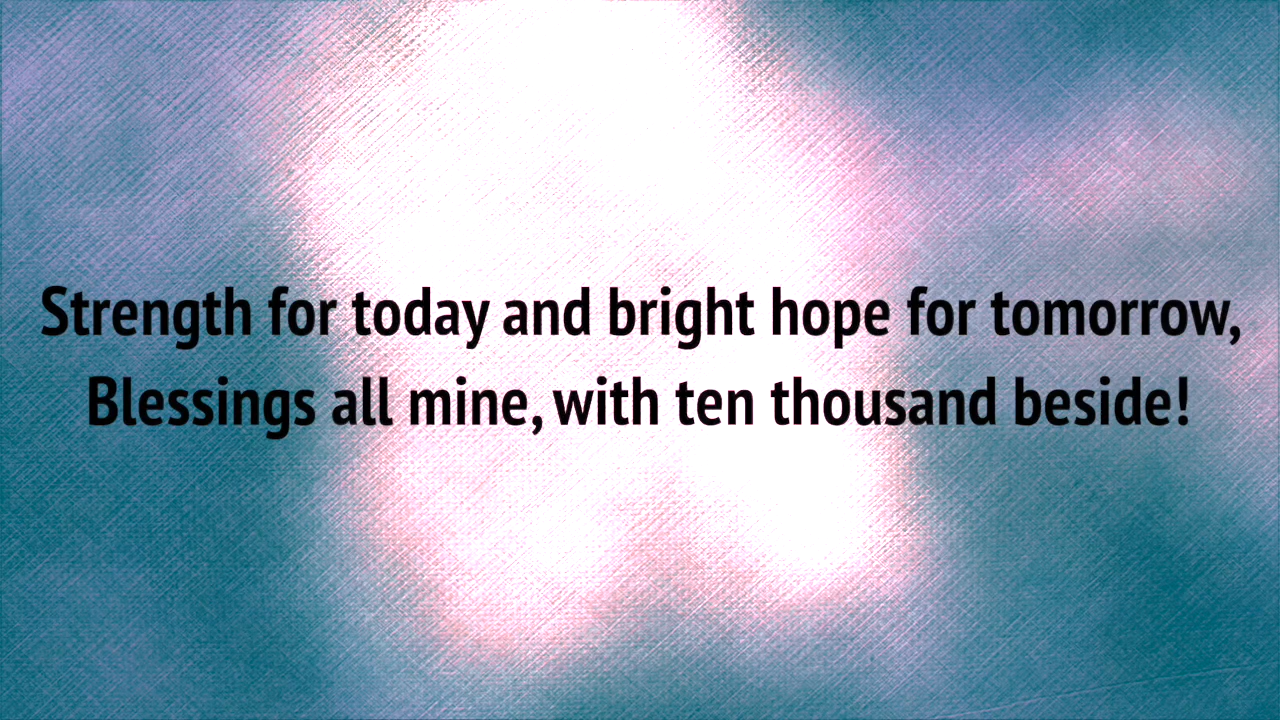 Strength for today and bright hope for tomorrow,
Blessings all mine, with ten thousand beside!